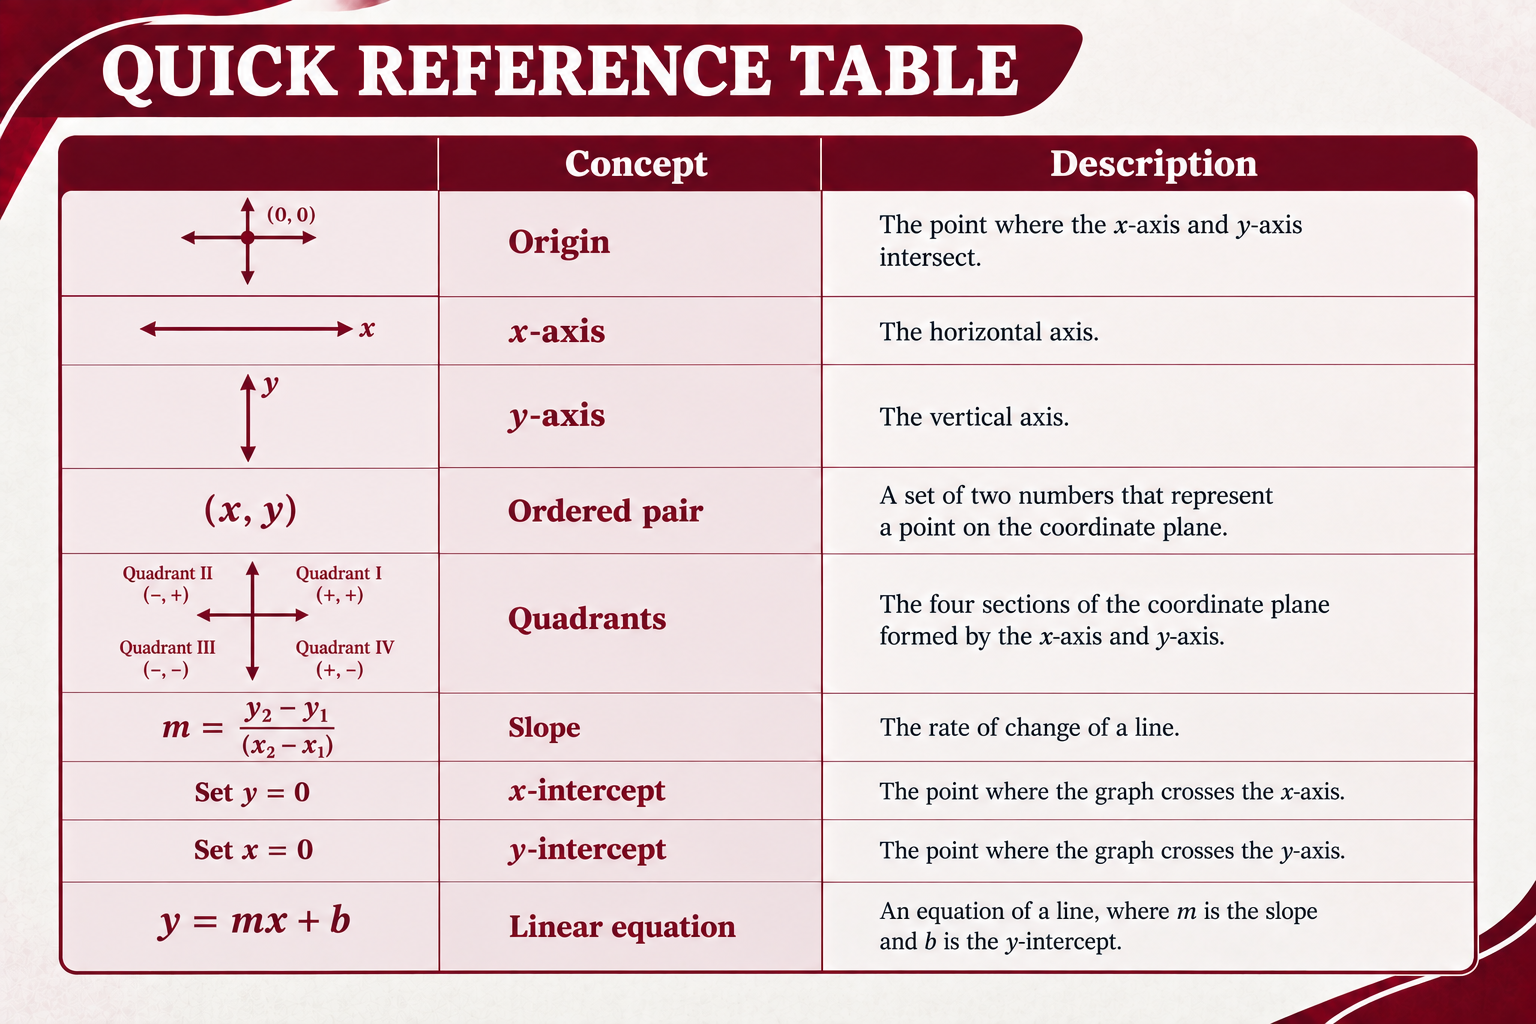 QUICK REFERENCE TABLE
Concept
Description
(0, 0)
Origin
The point where the x-axis and y-axis
intersect.
x
x-axis
The horizontal axis.
y
y-axis
The vertical axis.
(x, y)
Ordered pair
A set of two numbers that represent
a point on the coordinate plane.
Quadrant II
(−, +)
Quadrant I
(+, +)
Quadrant III
(−, −)
Quadrant IV
(+, −)
Quadrants
The four sections of the coordinate plane
formed by the x-axis and y-axis.
m = y₂ − y₁
(x₂ − x₁)
Slope
The rate of change of a line.
Set y = 0
x-intercept
The point where the graph crosses the x-axis.
Set x = 0
y-intercept
The point where the graph crosses the y-axis.
y = mx + b
Linear equation
An equation of a line, where m is the slope
and b is the y-intercept.